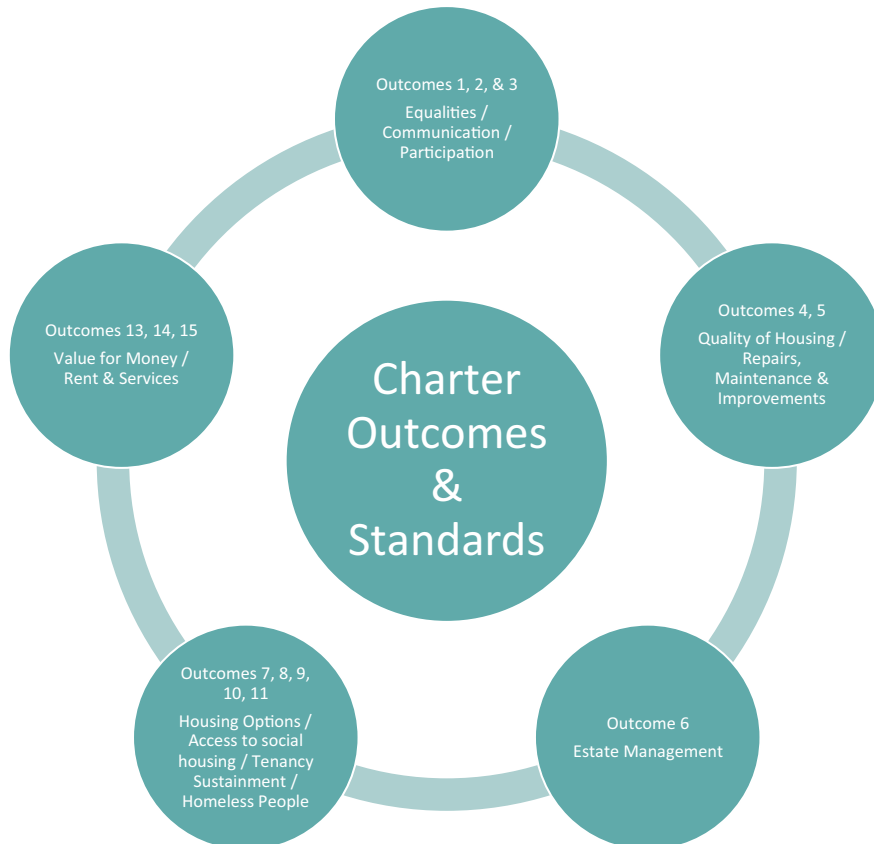 Outcomes 1, 2, & 3
Equalities /
Communication /
Participation
Outcomes 4, 5
Quality of Housing /
Repairs,
Maintenance &
Improvements
Outcome 6
Estate Management
Outcomes 7, 8, 9,
10, 11
Housing Options /
Access to social
housing / Tenancy
Sustainment /
Homeless People
Outcomes 13, 14, 15
Value for Money /
Rent & Services
Charter
Outcomes
&
Standards